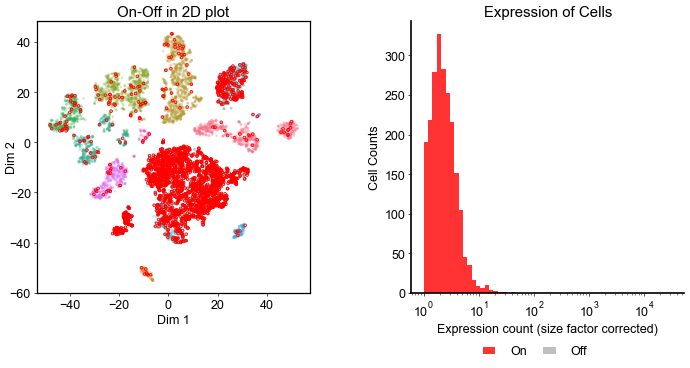 On-Off in 2D plot
40
20
0
−20
−40
−60
Dim 2
−40
−20
0
20
40
Dim 1
Expression of Cells
300
250
200
150
100
50
0
Cell Counts
10^0
10^1
10^2
10^3
10^4
Expression count (size factor corrected)
On
Off